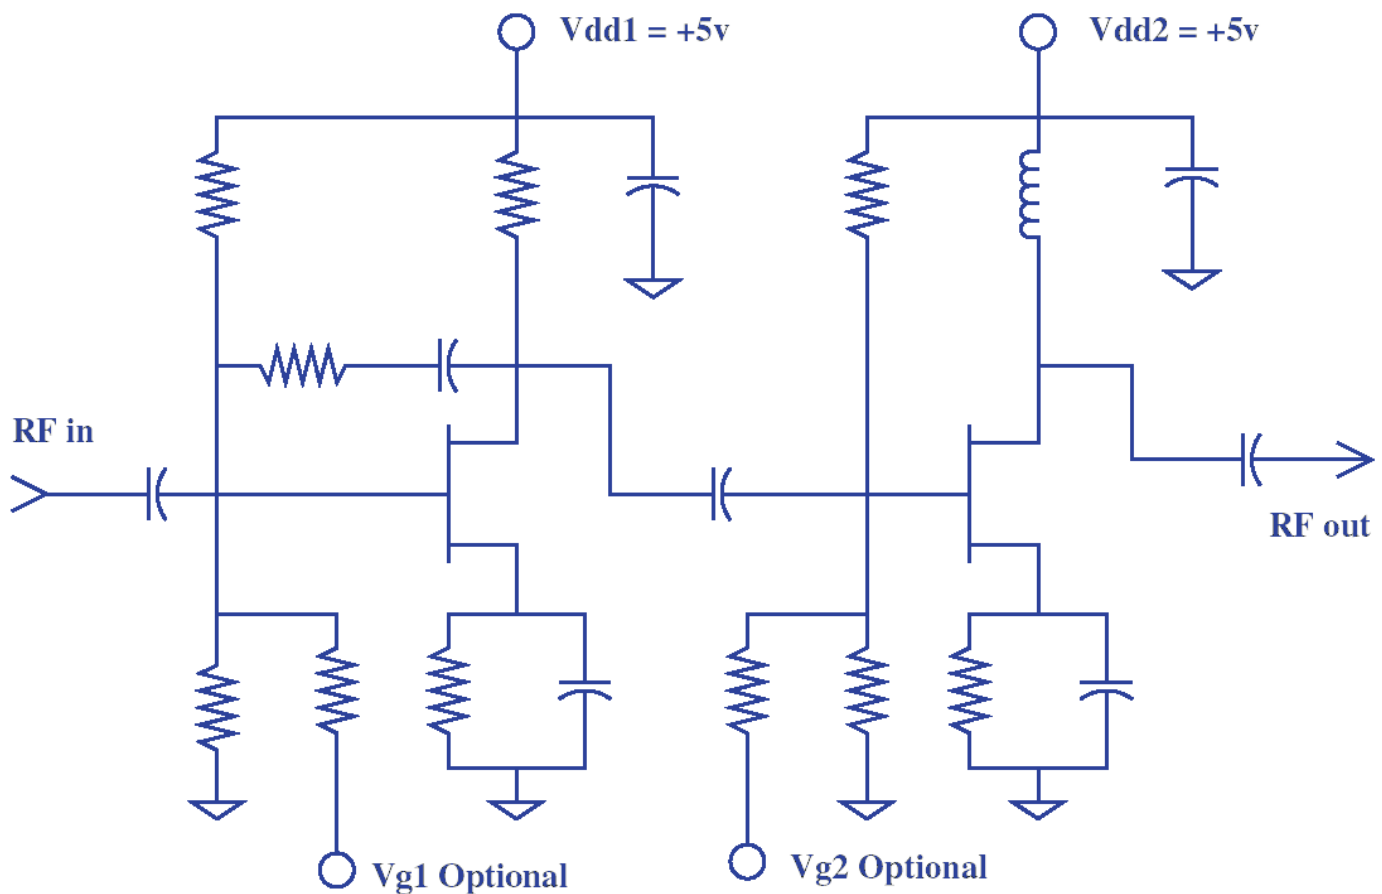 Vdd1 = +5v
Vdd2 = +5v
RF in
RF out
Vg1 Optional
Vg2 Optional